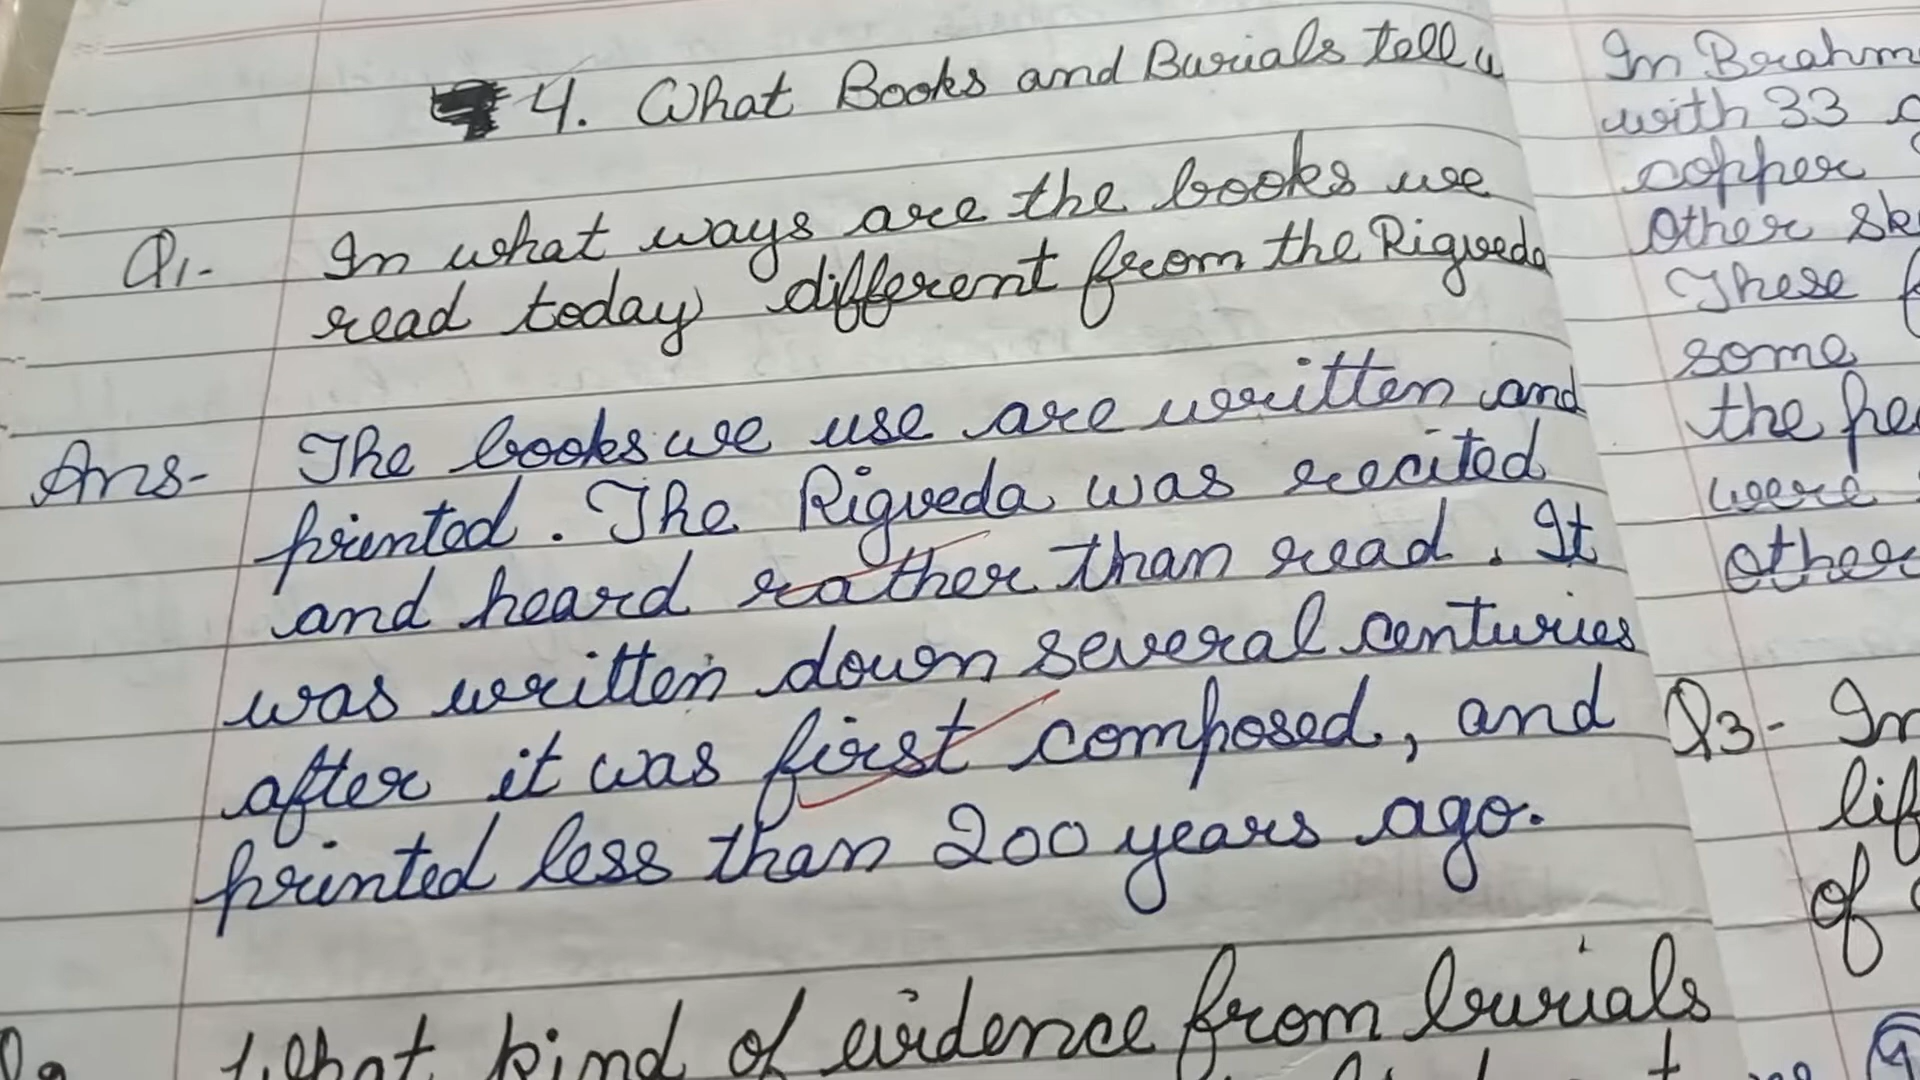 4. What Books and Burials tell u
Q1- In what ways are the books we
read today different from the Rigveda
Ans- The books we use are written and
printed. The Rigveda was recited
and heard rather than read. It
was written down several centuries
after it was first composed, and
printed less than 200 years ago.
What kind of evidence from burials
In Brahm
with 33
copper
other sk
These f
some
the he
were
other
Q3- In
lif
of